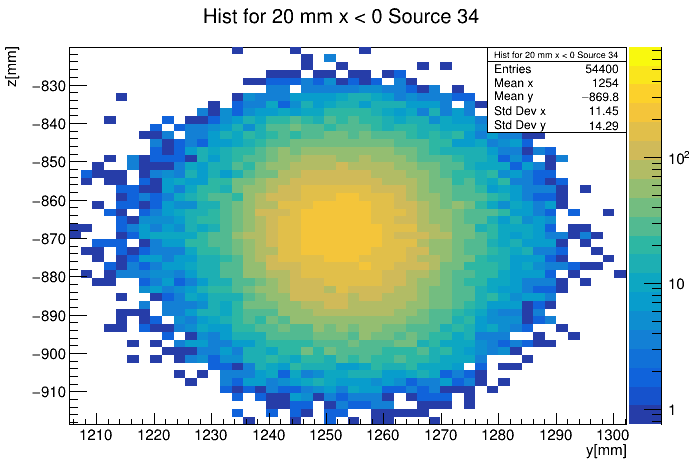 Hist for 20 mm x < 0 Source 34
Hist for 20 mm x < 0 Source 34
Entries 54400
Mean x 1254
Mean y −869.8
Std Dev x 11.45
Std Dev y 14.29
z[mm]
−830
−840
−850
−860
−870
−880
−890
−900
−910
1210 1220 1230 1240 1250 1260 1270 1280 1290 1300
y[mm]
10²
10
1